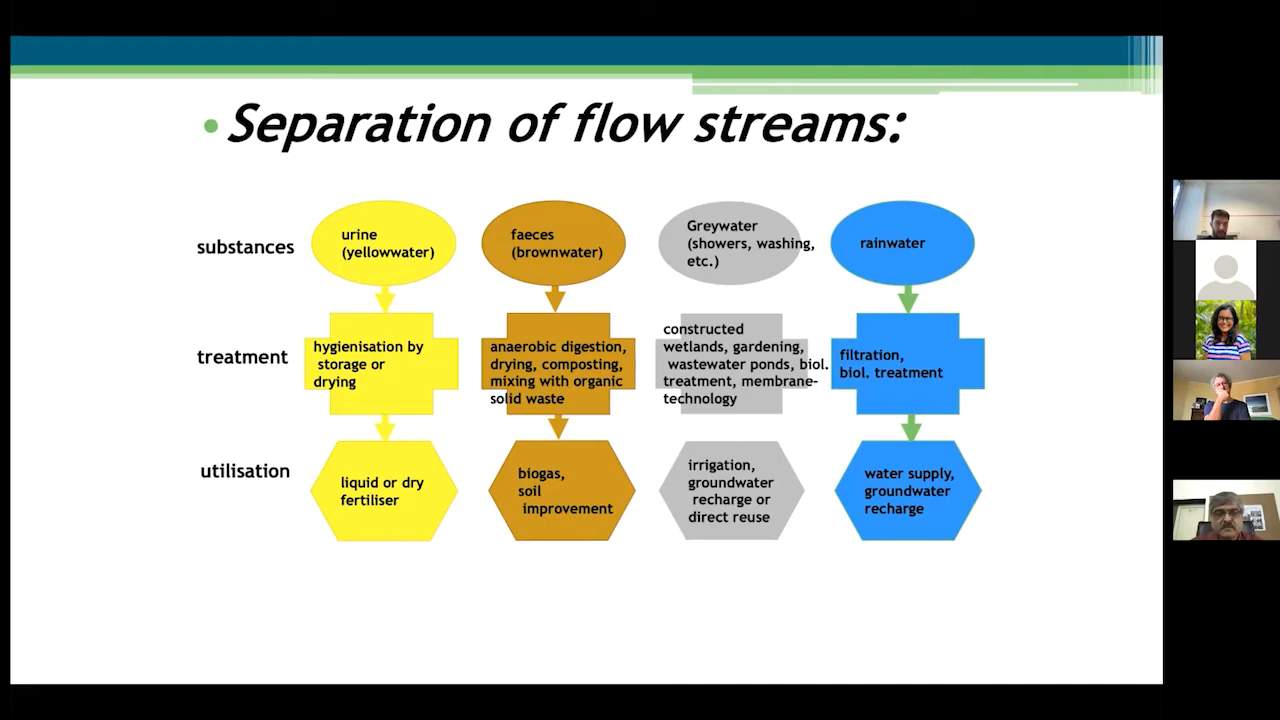 • Separation of flow streams:
substances
urine
(yellowwater)
faeces
(brownwater)
Greywater
(showers, washing,
etc.)
rainwater
treatment
hygienisation by
storage or
drying
anaerobic digestion,
drying, composting,
mixing with organic
solid waste
constructed
wetlands, gardening,
wastewater ponds, biol.
treatment, membrane-
technology
filtration,
biol. treatment
utilisation
liquid or dry
fertiliser
biogas,
soil
improvement
irrigation,
groundwater
recharge or
direct reuse
water supply,
groundwater
recharge